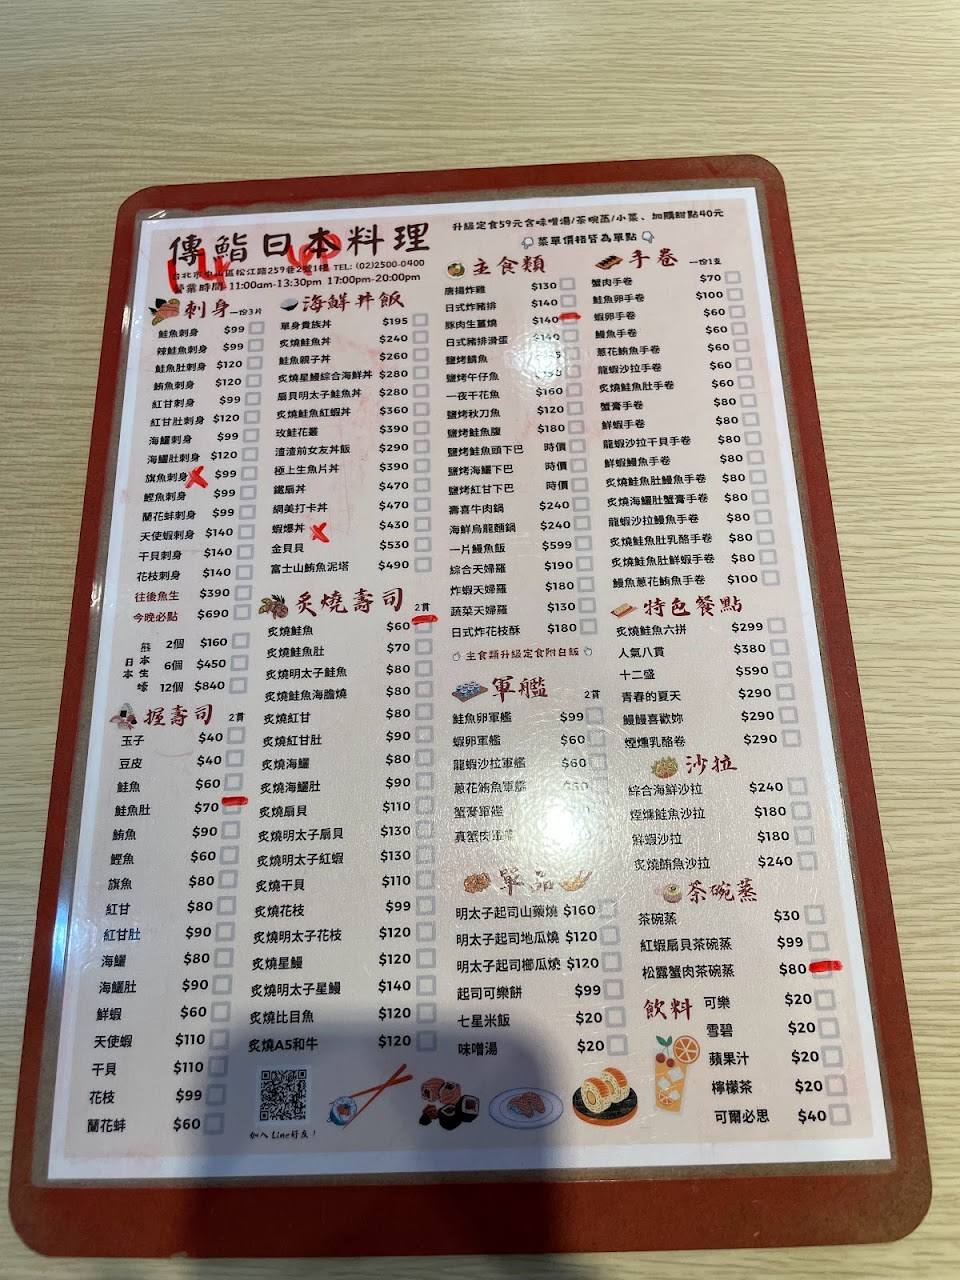 傳鮨日本料理
台北市中山區松江路259巷2號1樓 TEL: (02)2500-0400
營業時間 11:00am-13:30pm 17:00pm-20:00pm
升級定食59元含味噌湯/茶碗蒸/小菜、加購甜點40元
菜單價格皆為單點
刺身 一份3片
鮭魚刺身 $99
辣鮭魚刺身 $99
鮭魚肚刺身 $120
鮪魚刺身 $120
紅甘刺身 $99
紅甘肚刺身 $120
海鱺刺身 $99
海鱺肚刺身 $120
旗魚刺身 $99
鰹魚刺身 $99
蘭花蚌刺身 $99
天使蝦刺身 $140
干貝刺身 $140
花枝刺身 $140
往後魚生 $390
今晚必點 $690
熊本日本生蠔
2個 $160
6個 $450
12個 $840
握壽司 2貫
玉子 $40
豆皮 $40
鮭魚 $60
鮭魚肚 $70
鮪魚 $90
鰹魚 $60
旗魚 $80
紅甘 $80
紅甘肚 $90
海鱺 $80
海鱺肚 $90
鮮蝦 $60
天使蝦 $110
干貝 $110
花枝 $99
蘭花蚌 $60
海鮮丼飯
單身貴族丼 $195
炙燒鮭魚丼 $240
鮭魚親子丼 $260
炙燒星鰻綜合海鮮丼 $280
扇貝明太子鮭魚丼 $280
炙燒鮭魚紅蝦丼 $360
玫鮭花叢 $390
渣渣前女友丼飯 $290
極上生魚片丼 $390
鐵扇丼 $470
網美打卡丼 $470
蝦爆丼 $430
金貝貝 $530
富士山鮪魚泥塔 $490
炙燒壽司 2貫
炙燒鮭魚 $60
炙燒鮭魚肚 $70
炙燒明太子鮭魚 $80
炙燒鮭魚海膽燒 $80
炙燒紅甘 $80
炙燒紅甘肚 $90
炙燒海鱺 $80
炙燒海鱺肚 $90
炙燒扇貝 $110
炙燒明太子扇貝 $130
炙燒明太子紅蝦 $130
炙燒干貝 $110
炙燒花枝 $99
炙燒明太子花枝 $120
炙燒星鰻 $120
炙燒明太子星鰻 $140
炙燒比目魚 $120
炙燒A5和牛 $120
加入 Line好友！
主食類
唐揚炸雞 $130
日式炸豬排 $140
豚肉生薑燒 $140
日式豬排滑蛋 $140
鹽烤鯖魚
鹽烤午仔魚
一夜干花魚 $160
鹽烤秋刀魚 $120
鹽烤鮭魚腹 $180
鹽烤鮭魚頭下巴 時價
鹽烤海鱺下巴 時價
鹽烤紅甘下巴 時價
壽喜牛肉鍋 $240
海鮮烏龍麵鍋 $240
一片鰻魚飯 $599
綜合天婦羅 $190
炸蝦天婦羅 $180
蔬菜天婦羅 $130
日式炸花枝酥 $180
主食類升級定食附白飯
軍艦 2貫
鮭魚卵軍艦 $99
蝦卵軍艦 $60
龍蝦沙拉軍艦 $60
蔥花鮪魚軍艦
蟹膏軍艦
真蟹肉軍艦
單品
明太子起司山藥燒 $160
明太子起司地瓜燒 $120
明太子起司櫛瓜燒 $120
起司可樂餅 $99
七星米飯 $20
味噌湯 $20
手卷 一份1支
蟹肉手卷 $70
鮭魚卵手卷 $100
蝦卵手卷 $60
鰻魚手卷 $60
蔥花鮪魚手卷 $60
龍蝦沙拉手卷 $60
炙燒鮭魚肚手卷 $60
蟹膏手卷 $80
鮮蝦手卷 $80
龍蝦沙拉干貝手卷 $80
鮮蝦鰻魚手卷 $80
炙燒鮭魚肚鰻魚手卷 $80
炙燒海鱺肚蟹膏手卷 $80
龍蝦沙拉鰻魚手卷 $80
炙燒鮭魚肚乳酪手卷 $80
炙燒鮭魚肚鮮蝦手卷 $80
鰻魚蔥花鮪魚手卷 $100
特色餐點
炙燒鮭魚六拼 $299
人氣八貫 $380
十二盛 $590
青春的夏天 $290
鰻鰻喜歡妳 $290
煙燻乳酪卷 $290
沙拉
綜合海鮮沙拉 $240
煙燻鮭魚沙拉 $180
鮮蝦沙拉 $180
炙燒鮪魚沙拉 $240
茶碗蒸
茶碗蒸 $30
紅蝦扇貝茶碗蒸 $99
松露蟹肉茶碗蒸 $80
飲料
可樂 $20
雪碧 $20
蘋果汁 $20
檸檬茶 $20
可爾必思 $40